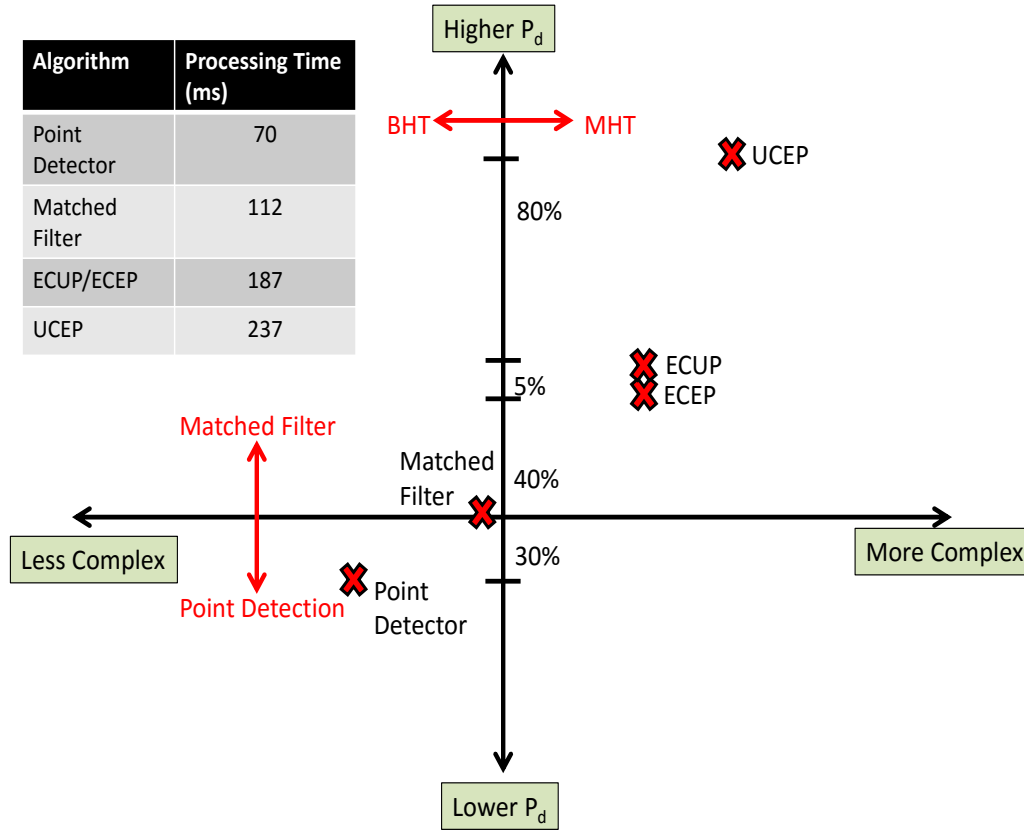 Higher Pd
Algorithm Processing Time
(ms)
Point
Detector 70
Matched
Filter 112
ECUP/ECEP 187
UCEP 237
BHT MHT
UCEP
80%
ECUP
5%
ECEP
Matched Filter
Matched
Filter
40%
Less Complex
More Complex
30%
Point Detection
Point
Detector
Lower Pd